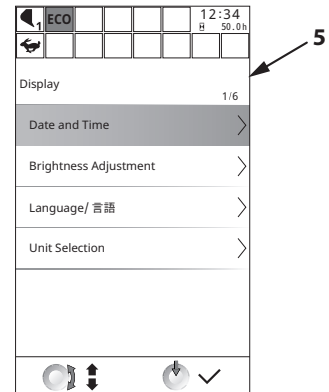 1 ECO 12:34
H 50.0h
5
Display
1/6
Date and Time
Brightness Adjustment
Language/ 言語
Unit Selection